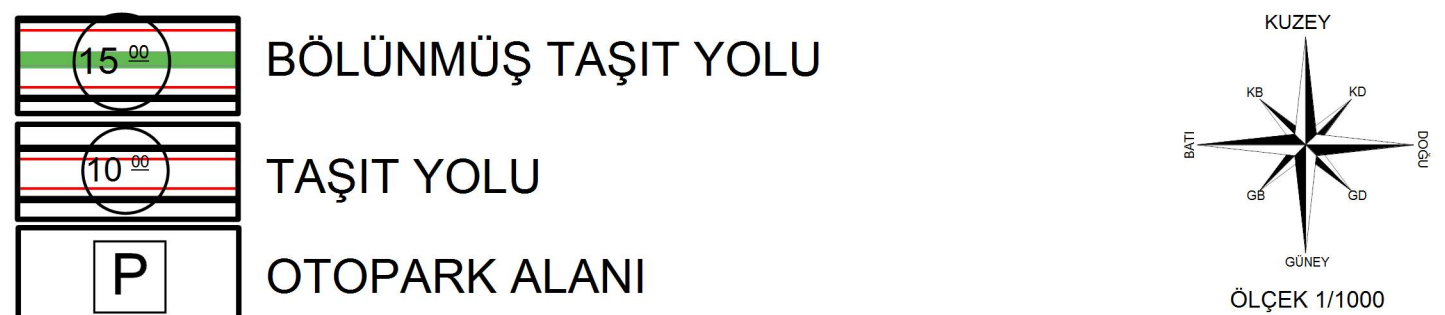 15 00 BÖLÜNMÜŞ TAŞIT YOLU
10 00 TAŞIT YOLU
P OTOPARK ALANI
KUZEY
KB KD
BATI DOĞU
GB GD
GÜNEY
ÖLÇEK 1/1000